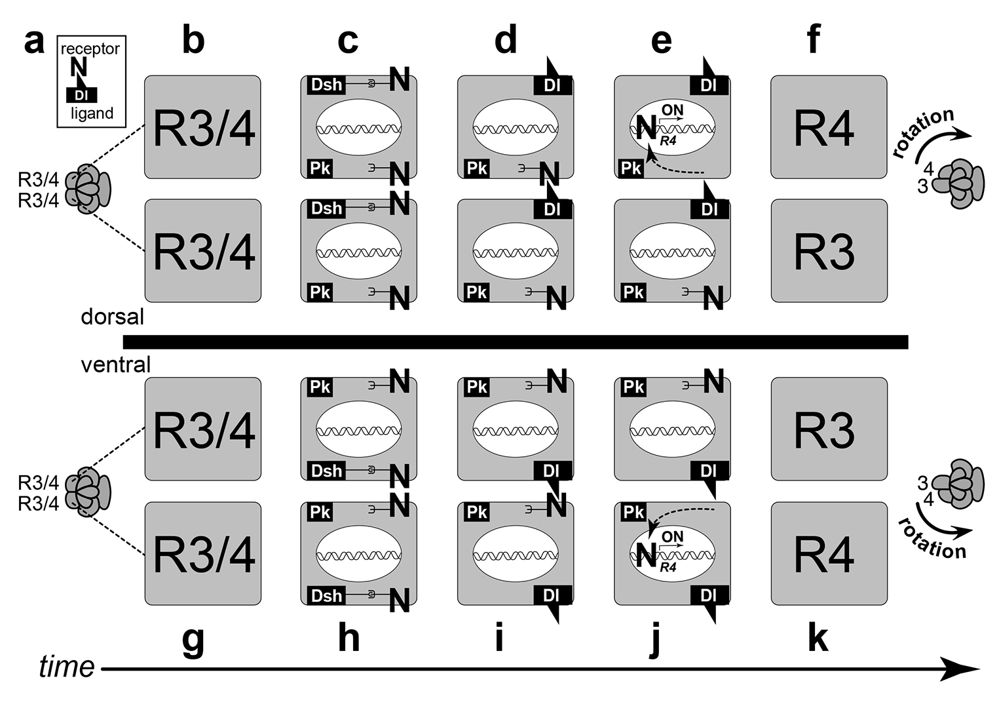 a b c d e f
receptor
N
Dl
ligand
R3/4
R3/4
R3/4
R3/4
Dsh N
Pk N
Dsh N
Pk N
Dl
Pk N
Dl
Pk N
Dl
ON
N
R4
Pk
Dl
Pk N
R4
R3
rotation
4
3
dorsal
ventral
R3/4
R3/4
R3/4
R3/4
Pk N
Dsh N
Pk N
Dsh N
Pk N
Dl
Pk N
Dl
Pk N
Dl
Pk
ON
N
R4
Dl
R3
R4
3
4
rotation
g h i j k
time